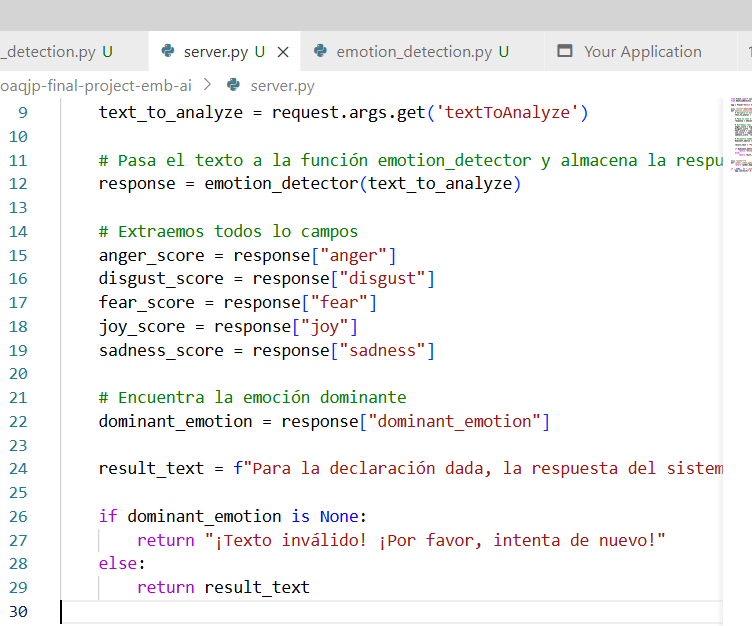 _detection.py U server.py U × emotion_detection.py U Your Application
oaqjp-final-project-emb-ai > server.py
9 text_to_analyze = request.args.get('textToAnalyze')
10
11 # Pasa el texto a la función emotion_detector y almacena la respu
12 response = emotion_detector(text_to_analyze)
13
14 # Extraemos todos lo campos
15 anger_score = response["anger"]
16 disgust_score = response["disgust"]
17 fear_score = response["fear"]
18 joy_score = response["joy"]
19 sadness_score = response["sadness"]
20
21 # Encuentra la emoción dominante
22 dominant_emotion = response["dominant_emotion"]
23
24 result_text = f"Para la declaración dada, la respuesta del sistem
25
26 if dominant_emotion is None:
27 return "¡Texto inválido! ¡Por favor, intenta de nuevo!"
28 else:
29 return result_text
30